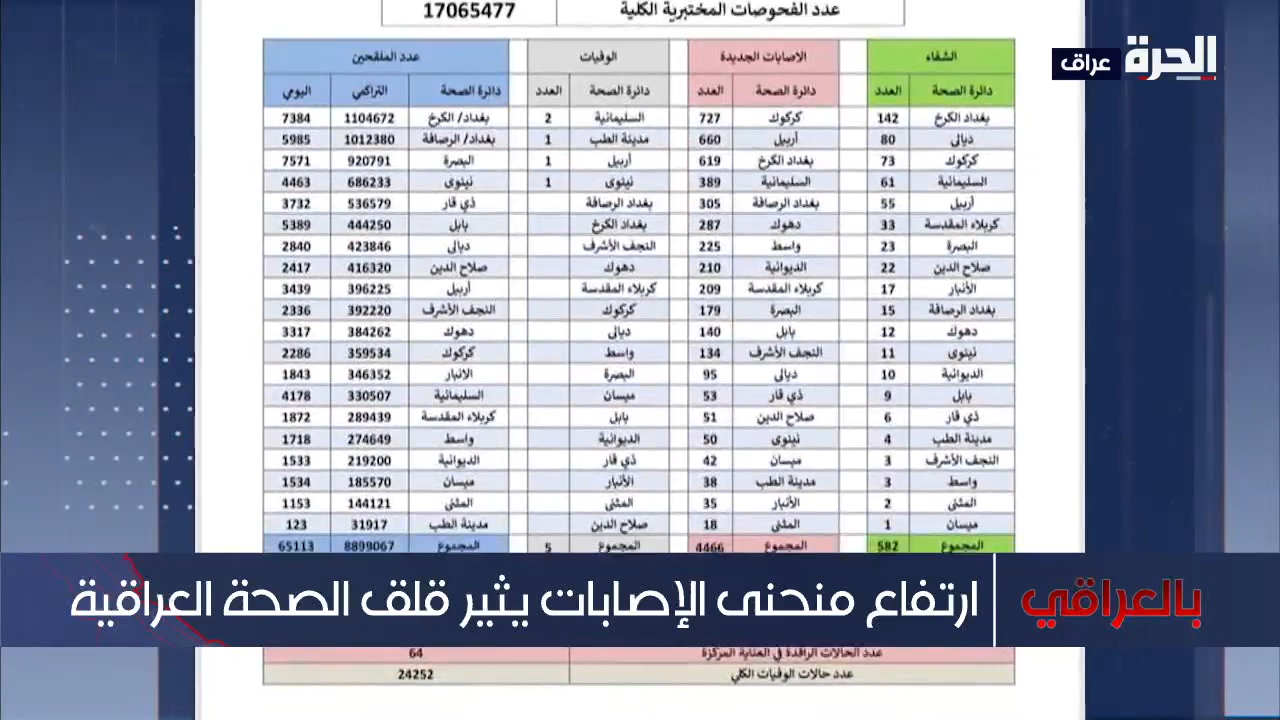 عدد الفحوصات المختبرية الكلية 17065477
الحرة
عراق
الشفاء الاصابات الجديدة الوفيات عدد الملقحين
دائرة الصحة العدد دائرة الصحة العدد دائرة الصحة العدد دائرة الصحة التراكمي اليومي
بغداد الكرخ 142 كركوك 727 السليمانية 2 بغداد/ الكرخ 1104672 7384
ديالى 80 أربيل 660 مدينة الطب 1 بغداد/ الرصافة 1012380 5985
كركوك 73 بغداد الكرخ 619 أربيل 1 البصرة 920791 7571
السليمانية 61 السليمانية 389 نينوى 1 نينوى 686233 4463
أربيل 55 بغداد الرصافة 305 بغداد الرصافة ذي قار 536579 3732
كربلاء المقدسة 33 دهوك 287 بغداد الكرخ بابل 444250 5389
البصرة 23 واسط 225 النجف الأشرف ديالى 423846 2840
صلاح الدين 22 الديوانية 210 دهوك صلاح الدين 416320 2417
الأنبار 17 كربلاء المقدسة 209 كربلاء المقدسة أربيل 396225 3439
بغداد الرصافة 15 البصرة 179 كركوك النجف الأشرف 392220 2336
دهوك 12 بابل 140 ديالى دهوك 384262 3317
نينوى 11 النجف الأشرف 134 واسط كركوك 359534 2286
الديوانية 10 ديالى 95 البصرة الانبار 346352 1843
بابل 9 ذي قار 53 ميسان السليمانية 330507 4178
ذي قار 6 صلاح الدين 51 بابل كربلاء المقدسة 289439 1872
مدينة الطب 4 نينوى 50 الديوانية واسط 274649 1718
النجف الأشرف 3 ميسان 42 ذي قار الديوانية 219200 1533
واسط 3 مدينة الطب 38 الأنبار ميسان 185570 1534
المثنى 2 الأنبار 35 المثنى المثنى 144121 1153
ميسان 1 المثنى 18 صلاح الدين مدينة الطب 31917 123
المجموع 582 المجموع 4466 المجموع 5 المجموع 8899067 65113
بالعراقي
ارتفاع منحنى الإصابات يثير قلق الصحة العراقية
عدد الحالات الراقدة في العناية المركزة 64
عدد حالات الوفيات الكلي 24252